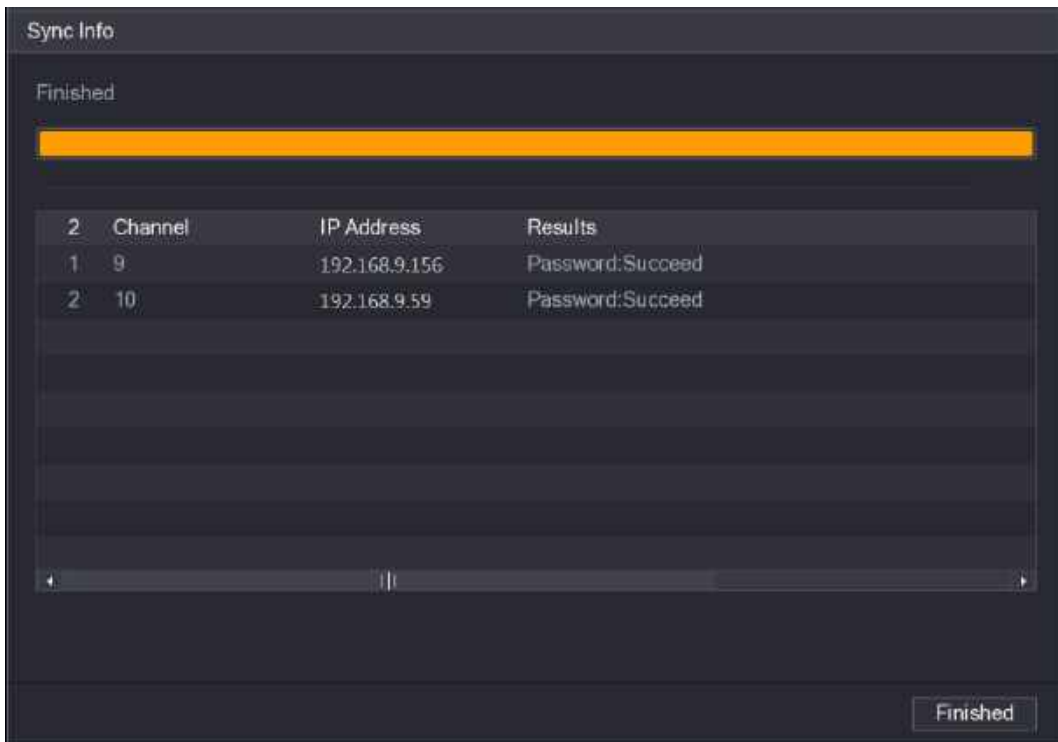 Sync Info
Finished
2 Channel IP Address Results
1 9 192.168.9.156 Password:Succeed
2 10 192.168.9.59 Password:Succeed
Finished